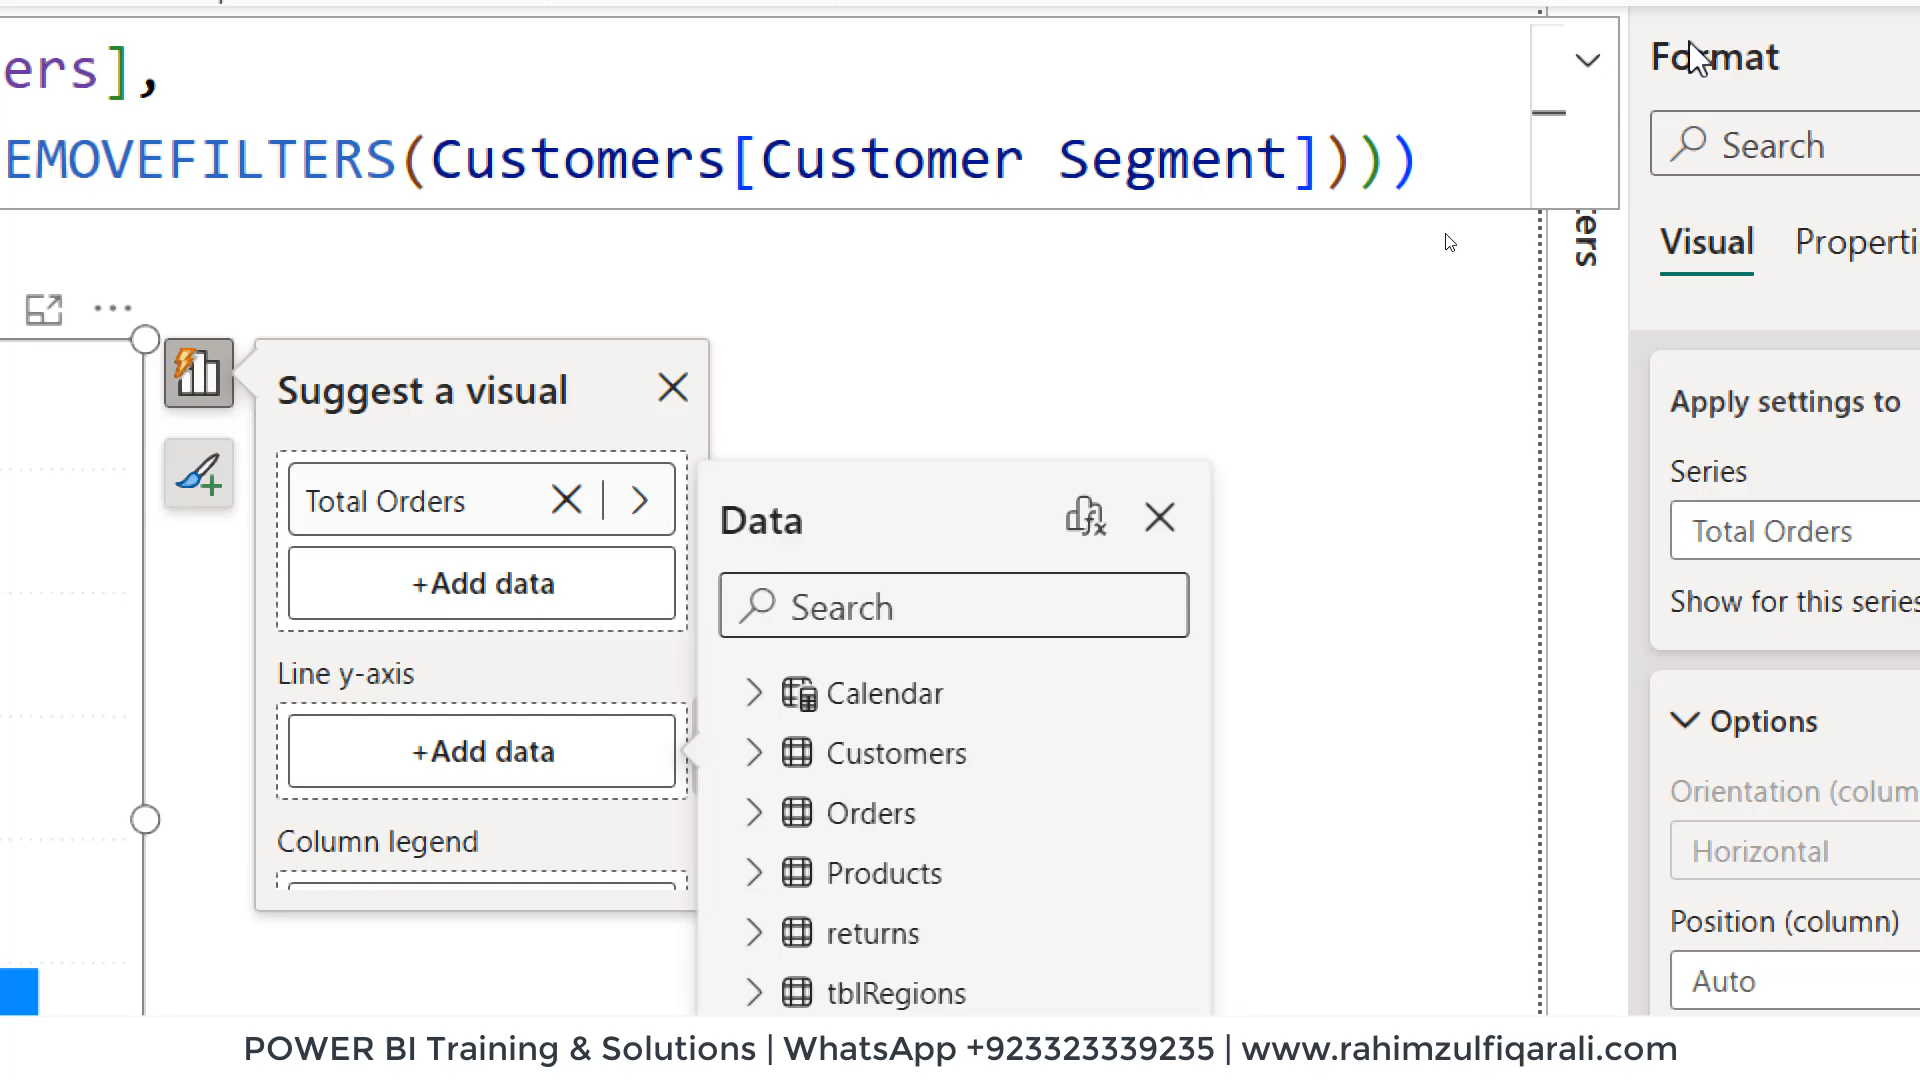 ers],
EMOVEFILTERS(Customers[Customer Segment])))
ters
Format
Search
Visual Properti
Suggest a visual
Total Orders
+Add data
Line y-axis
+Add data
Column legend
Data
Search
Calendar
Customers
Orders
Products
returns
tblRegions
Apply settings to
Series
Total Orders
Show for this series
Options
Orientation (colum
Horizontal
Position (column)
Auto
POWER BI Training & Solutions | WhatsApp +923323339235 | www.rahimzulfiqarali.com